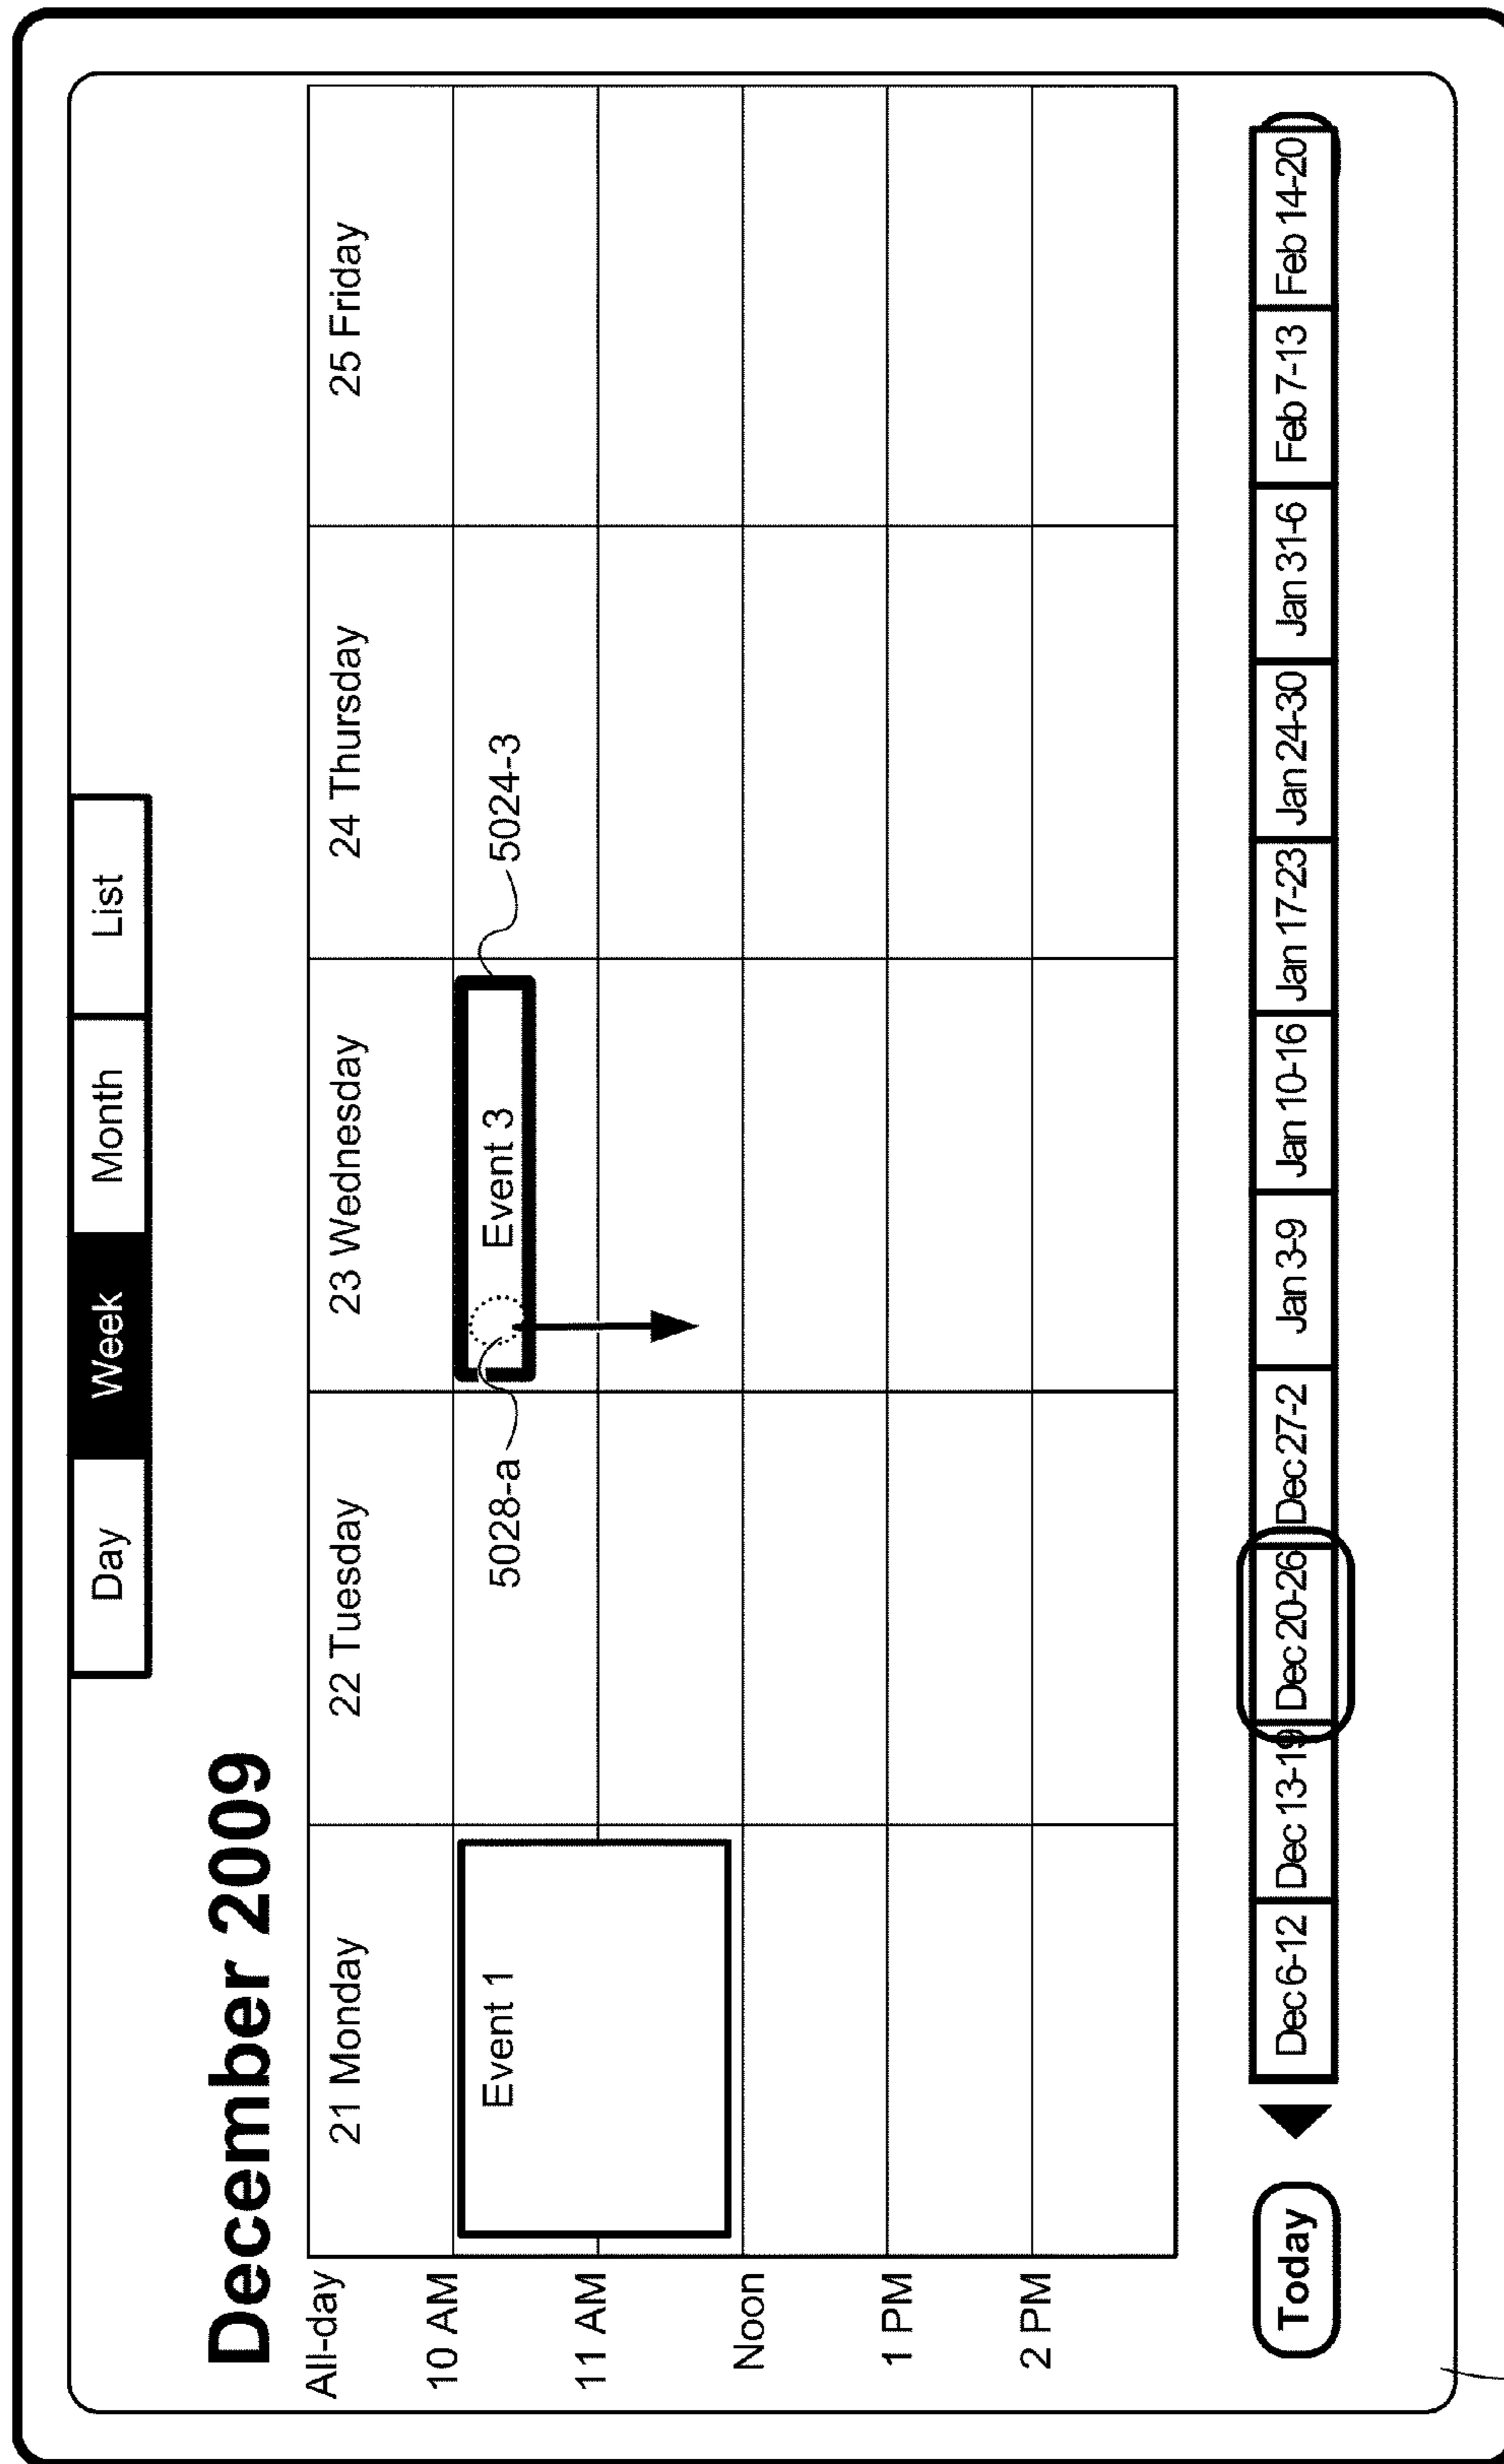 Day Week Month List
December 2009
All-day 21 Monday 22 Tuesday 23 Wednesday 24 Thursday 25 Friday
10 AM
Event 1 5028-a Event 3 5024-3
11 AM
Noon
1 PM
2 PM
Today Dec 6-12 Dec 13-19 Dec 20-26 Dec 27-2 Jan 3-9 Jan 10-16 Jan 17-23 Jan 24-30 Jan 31-6 Feb 7-13 Feb 14-20